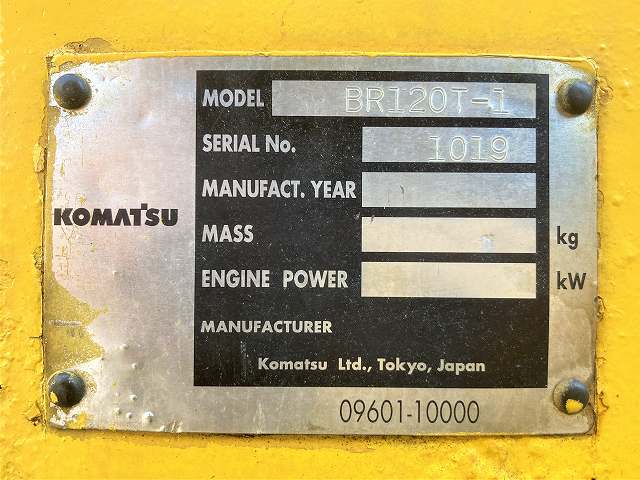 MODEL BR120T-1
SERIAL No. 1019
MANUFACT. YEAR
KOMATSU
MASS kg
ENGINE POWER kW
MANUFACTURER
Komatsu Ltd., Tokyo, Japan
09601-10000